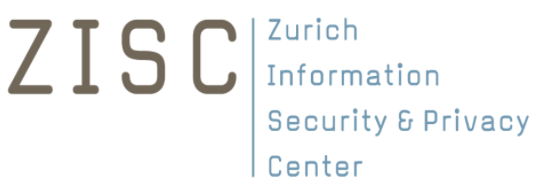 ZISC
Zurich
Information
Security & Privacy
Center